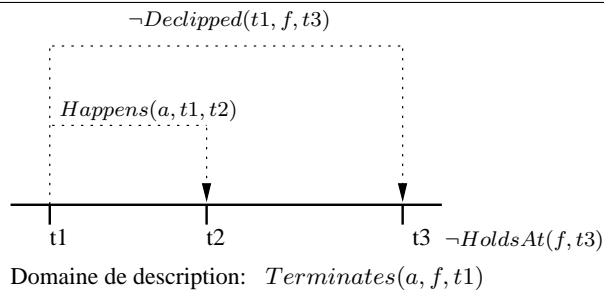 ¬Declipped(t1, f, t3)
Happens(a, t1, t2)
t1 t2 t3 ¬HoldsAt(f, t3)
Domaine de description: Terminates(a, f, t1)